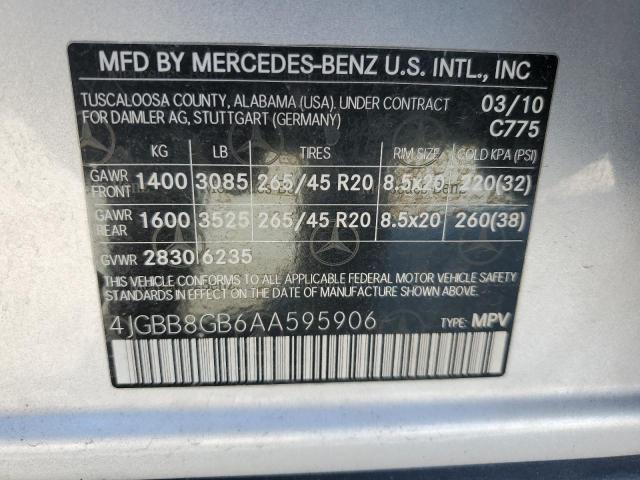 MFD BY MERCEDES-BENZ U.S. INTL., INC
TUSCALOOSA COUNTY, ALABAMA (USA). UNDER CONTRACT 03/10
FOR DAIMLER AG, STUTTGART (GERMANY) C775
KG LB TIRES RIM SIZE COLD KPA (PSI)
GAWR FRONT 1400 3085 265/45 R20 8.5x20 220(32)
GAWR REAR 1600 3525 265/45 R20 8.5x20 260(38)
GVWR 2830 6235
THIS VEHICLE CONFORMS TO ALL APPLICABLE FEDERAL MOTOR VEHICLE SAFETY
STANDARDS IN EFFECT ON THE DATE OF MANUFACTURE SHOWN ABOVE.
4JGBB8GB6AA595906 TYPE: MPV